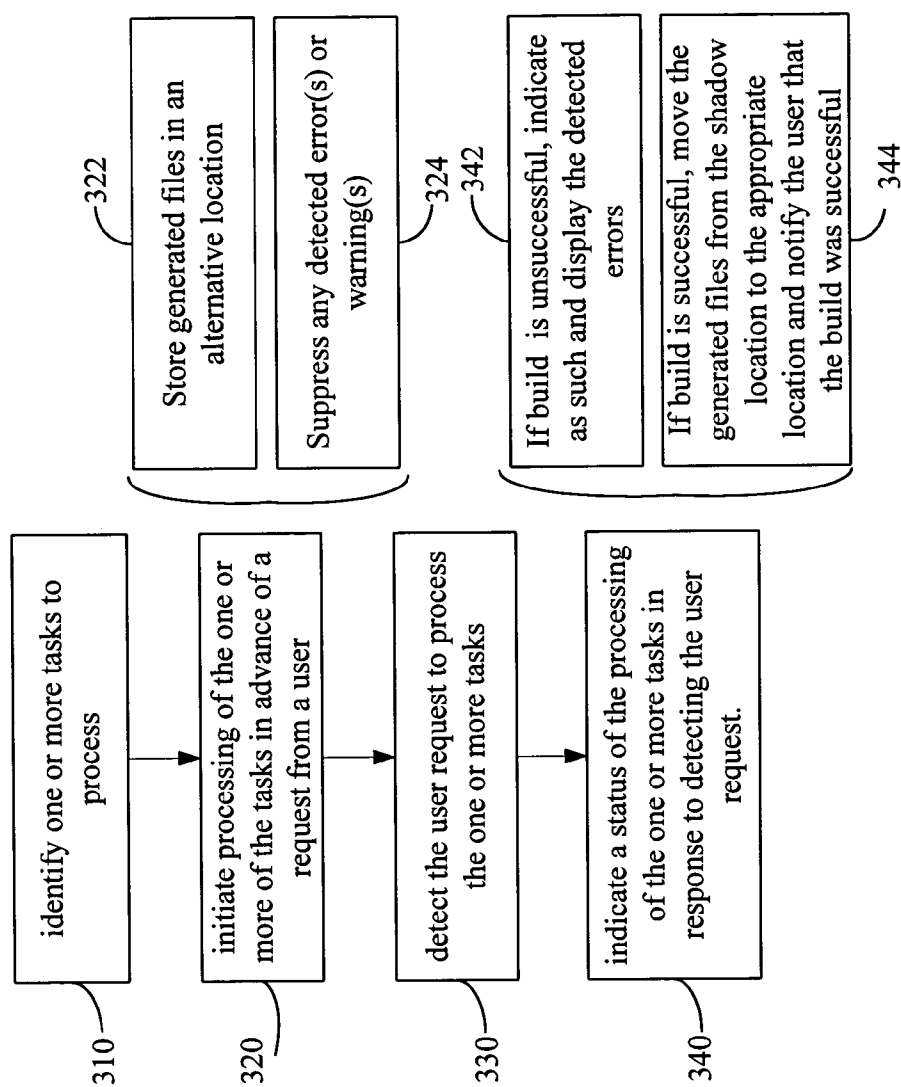 310
identify one or more tasks to
process
320
initiate processing of the one or
more of the tasks in advance of a
request from a user
322
Store generated files in an
alternative location
Suppress any detected error(s) or
warning(s)
324
330
detect the user request to process
the one or more tasks
340
indicate a status of the processing
of the one or more tasks in
response to detecting the user
request.
342
If build is unsuccessful, indicate
as such and display the detected
errors
If build is successful, move the
generated files from the shadow
location to the appropriate
location and notify the user that
the build was successful
344